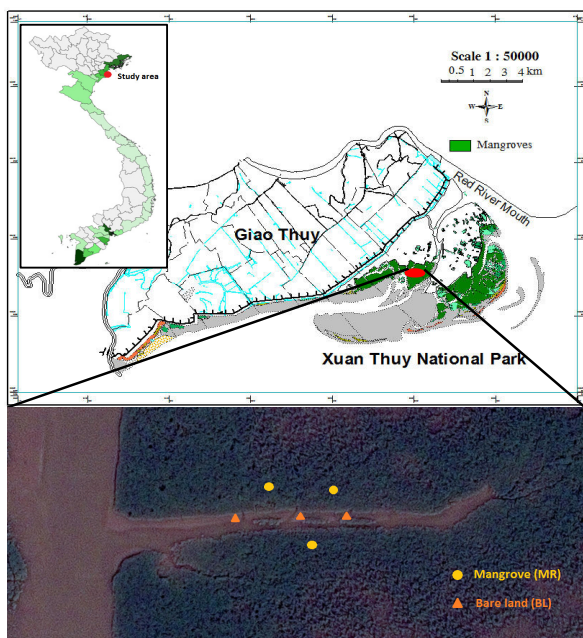 Study area
Scale 1 : 50000
0.5 1 2 3 4 km
N
W E
S
Mangroves
Red River Mouth
Giao Thuy
Xuan Thuy National Park
Mangrove (MR)
Bare land (BL)